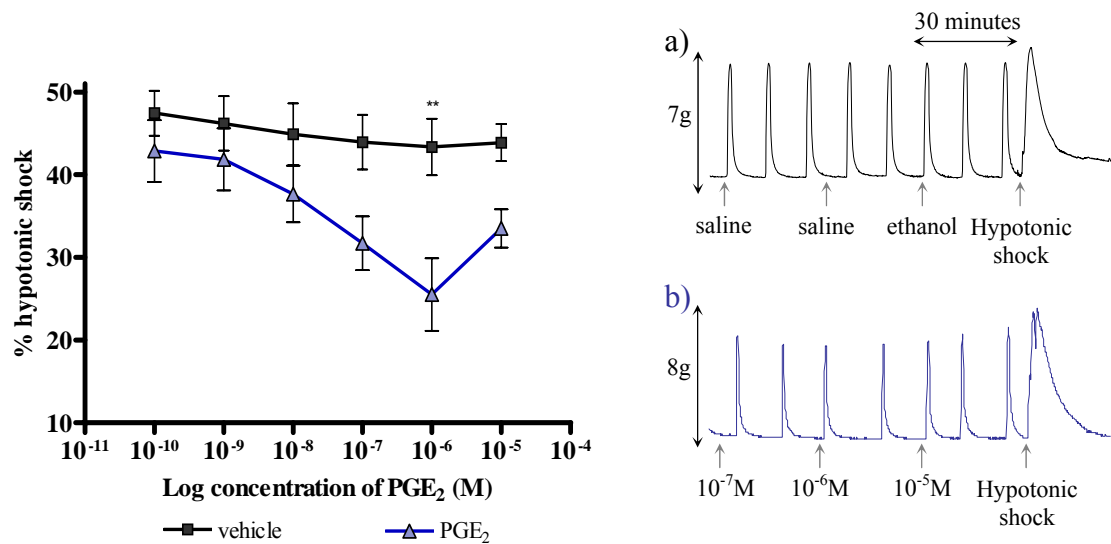 % hypotonic shock
50
40
30
20
10
**
10⁻¹¹ 10⁻¹⁰ 10⁻⁹ 10⁻⁸ 10⁻⁷ 10⁻⁶ 10⁻⁵ 10⁻⁴
Log concentration of PGE₂ (M)
vehicle PGE₂
a)
30 minutes
7g
saline saline ethanol Hypotonic
shock
b)
8g
10⁻⁷M 10⁻⁶M 10⁻⁵M Hypotonic
shock